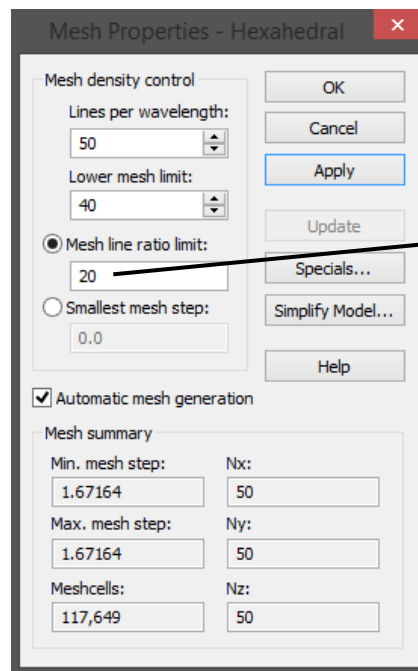 Mesh Properties - Hexahedral
Mesh density control
Lines per wavelength:
50
Lower mesh limit:
40
Mesh line ratio limit:
20
Smallest mesh step:
0.0
OK
Cancel
Apply
Update
Specials...
Simplify Model...
Help
Automatic mesh generation
Mesh summary
Min. mesh step: Nx:
1.67164 50
Max. mesh step: Ny:
1.67164 50
Meshcells: Nz:
117,649 50